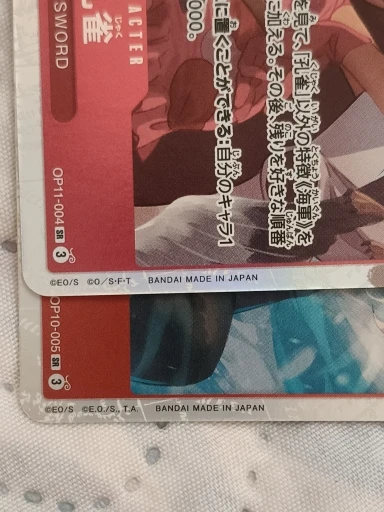 を見て、「孔雀」以外の特徴《海軍》を
に加える。その後、残りを好きな順番
に置くことができる：自分のキャラ1
000。
ACTER
じゃく
雀
SWORD
OP11-004 SR 3
©E.O/S ©O/S・F・T BANDAI MADE IN JAPAN
OP10-005 SR 3
©E.O/S ©E.O./S., T.A. BANDAI MADE IN JAPAN